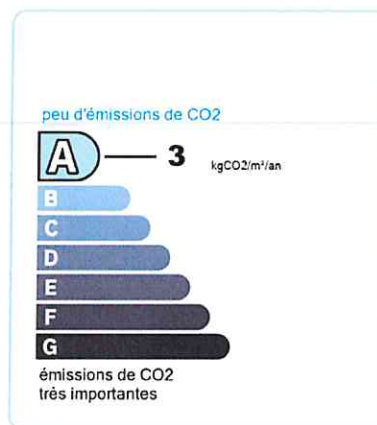 peu d'émissions de CO2
A 3 kgCO2/m²/an
B
C
D
E
F
G
émissions de CO2
très importantes